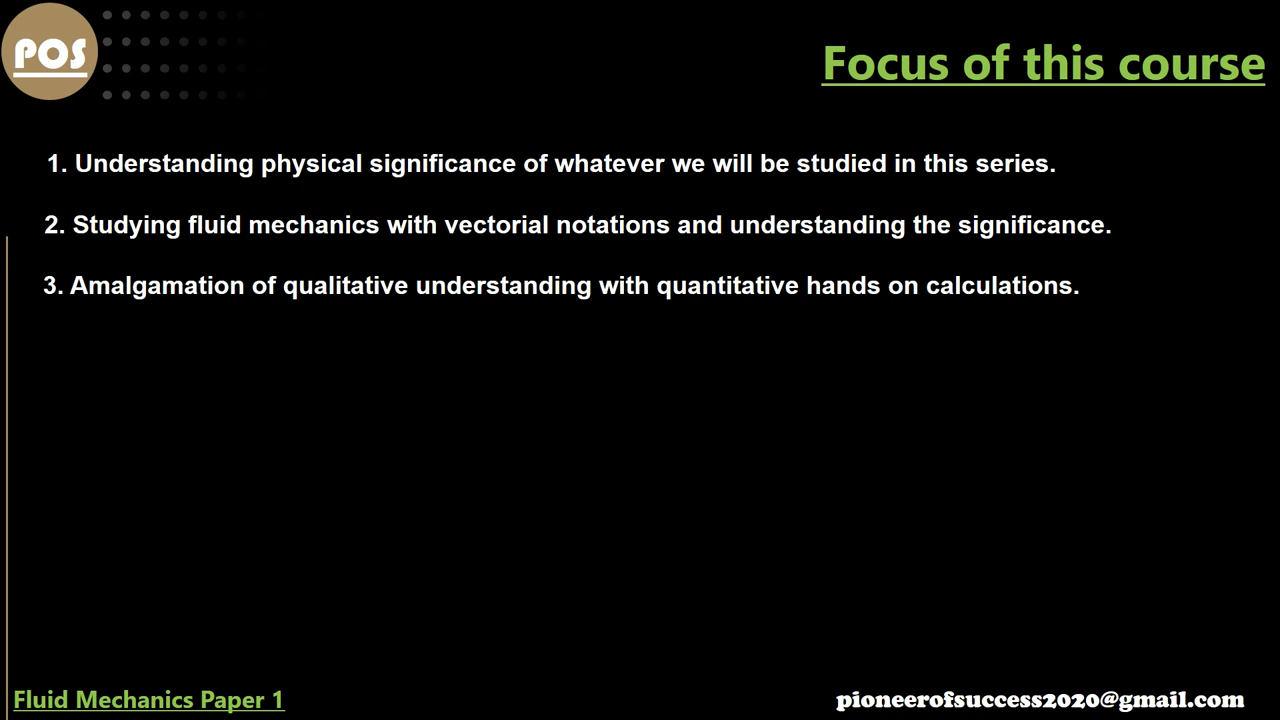 POS
Focus of this course
1. Understanding physical significance of whatever we will be studied in this series.
2. Studying fluid mechanics with vectorial notations and understanding the significance.
3. Amalgamation of qualitative understanding with quantitative hands on calculations.
Fluid Mechanics Paper 1
pioneerofsuccess2020@gmail.com